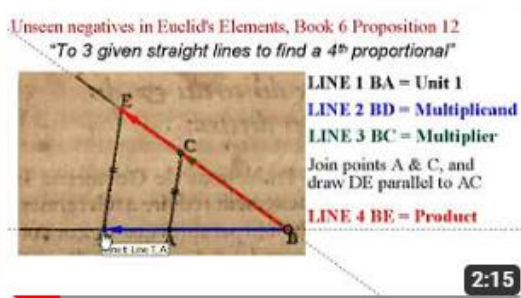 Unseen negatives in Euclid's Elements, Book 6 Proposition 12
"To 3 given straight lines to find a 4th proportional"
LINE 1 BA = Unit 1
LINE 2 BD = Multiplicand
LINE 3 BC = Multiplier
Join points A & C, and
draw DE parallel to AC
LINE 4 BE = Product
E
C
B
2:15